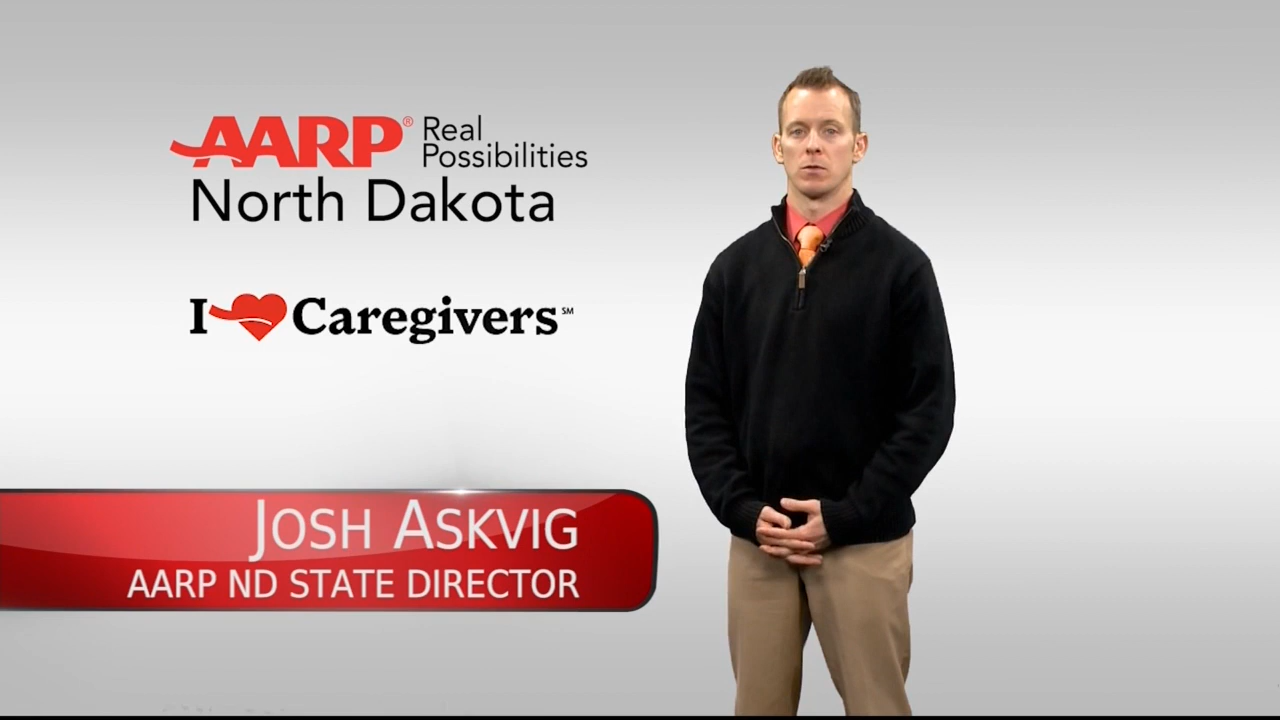 AARP® Real
Possibilities
North Dakota
I Caregivers℠
JOSH ASKVIG
AARP ND STATE DIRECTOR